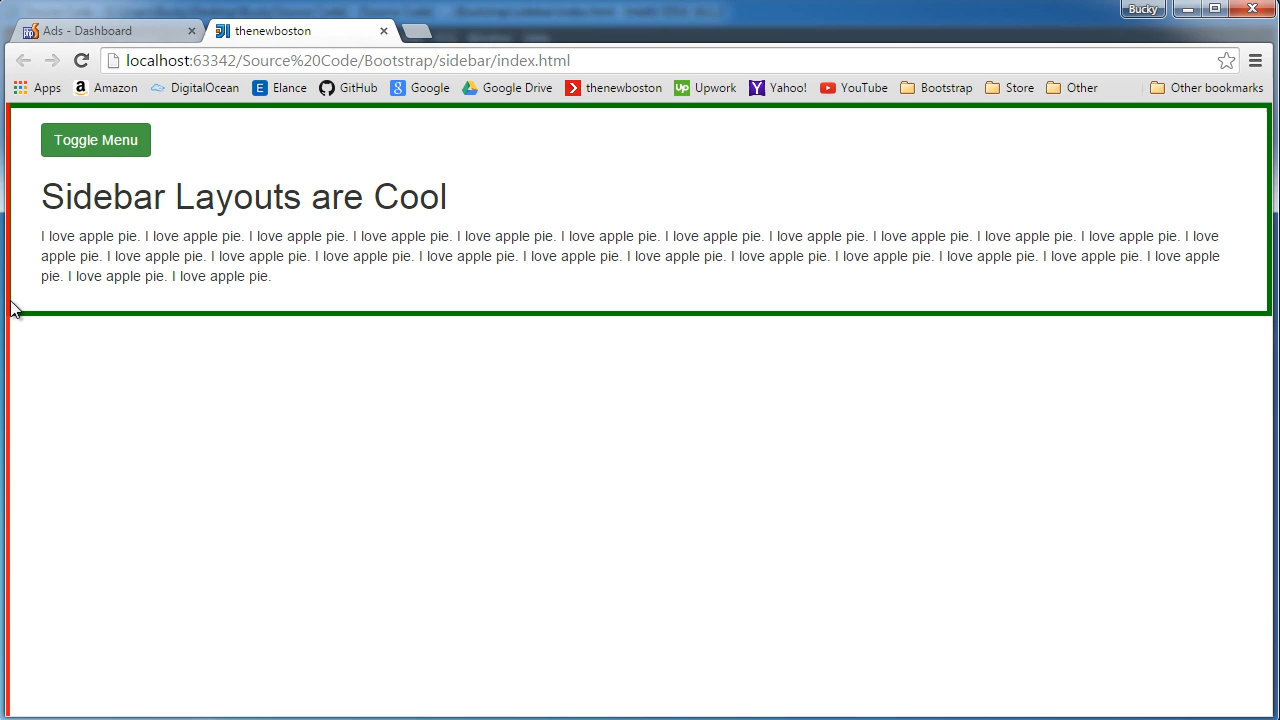 Bucky
Ads - Dashboard
thenewboston
localhost:63342/Source%20Code/Bootstrap/sidebar/index.html
Apps Amazon DigitalOcean Elance GitHub Google Google Drive thenewboston Upwork Yahoo! YouTube Bootstrap Store Other Other bookmarks
Toggle Menu
Sidebar Layouts are Cool
I love apple pie. I love apple pie. I love apple pie. I love apple pie. I love apple pie. I love apple pie. I love apple pie. I love apple pie. I love apple pie. I love apple pie. I love apple pie. I love
apple pie. I love apple pie. I love apple pie. I love apple pie. I love apple pie. I love apple pie. I love apple pie. I love apple pie. I love apple pie. I love apple pie. I love apple pie. I love apple
pie. I love apple pie. I love apple pie.